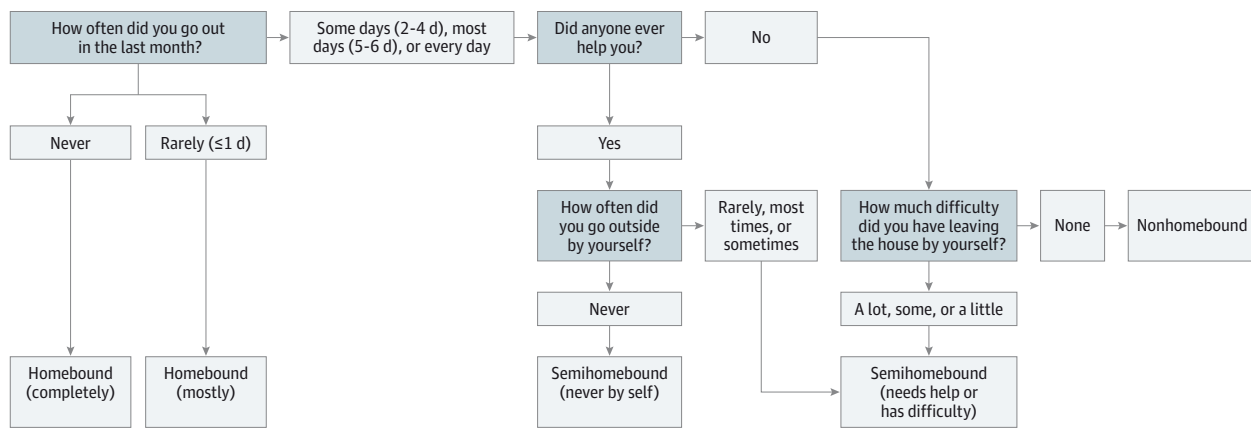 How often did you go out
in the last month?
Some days (2-4 d), most
days (5-6 d), or every day
Did anyone ever
help you?
No
Never
Rarely (≤1 d)
Yes
How often did
you go outside
by yourself?
Rarely, most
times, or
sometimes
How much difficulty
did you have leaving
the house by yourself?
None
Nonhomebound
Never
A lot, some, or a little
Homebound
(completely)
Homebound
(mostly)
Semihomebound
(never by self)
Semihomebound
(needs help or
has difficulty)